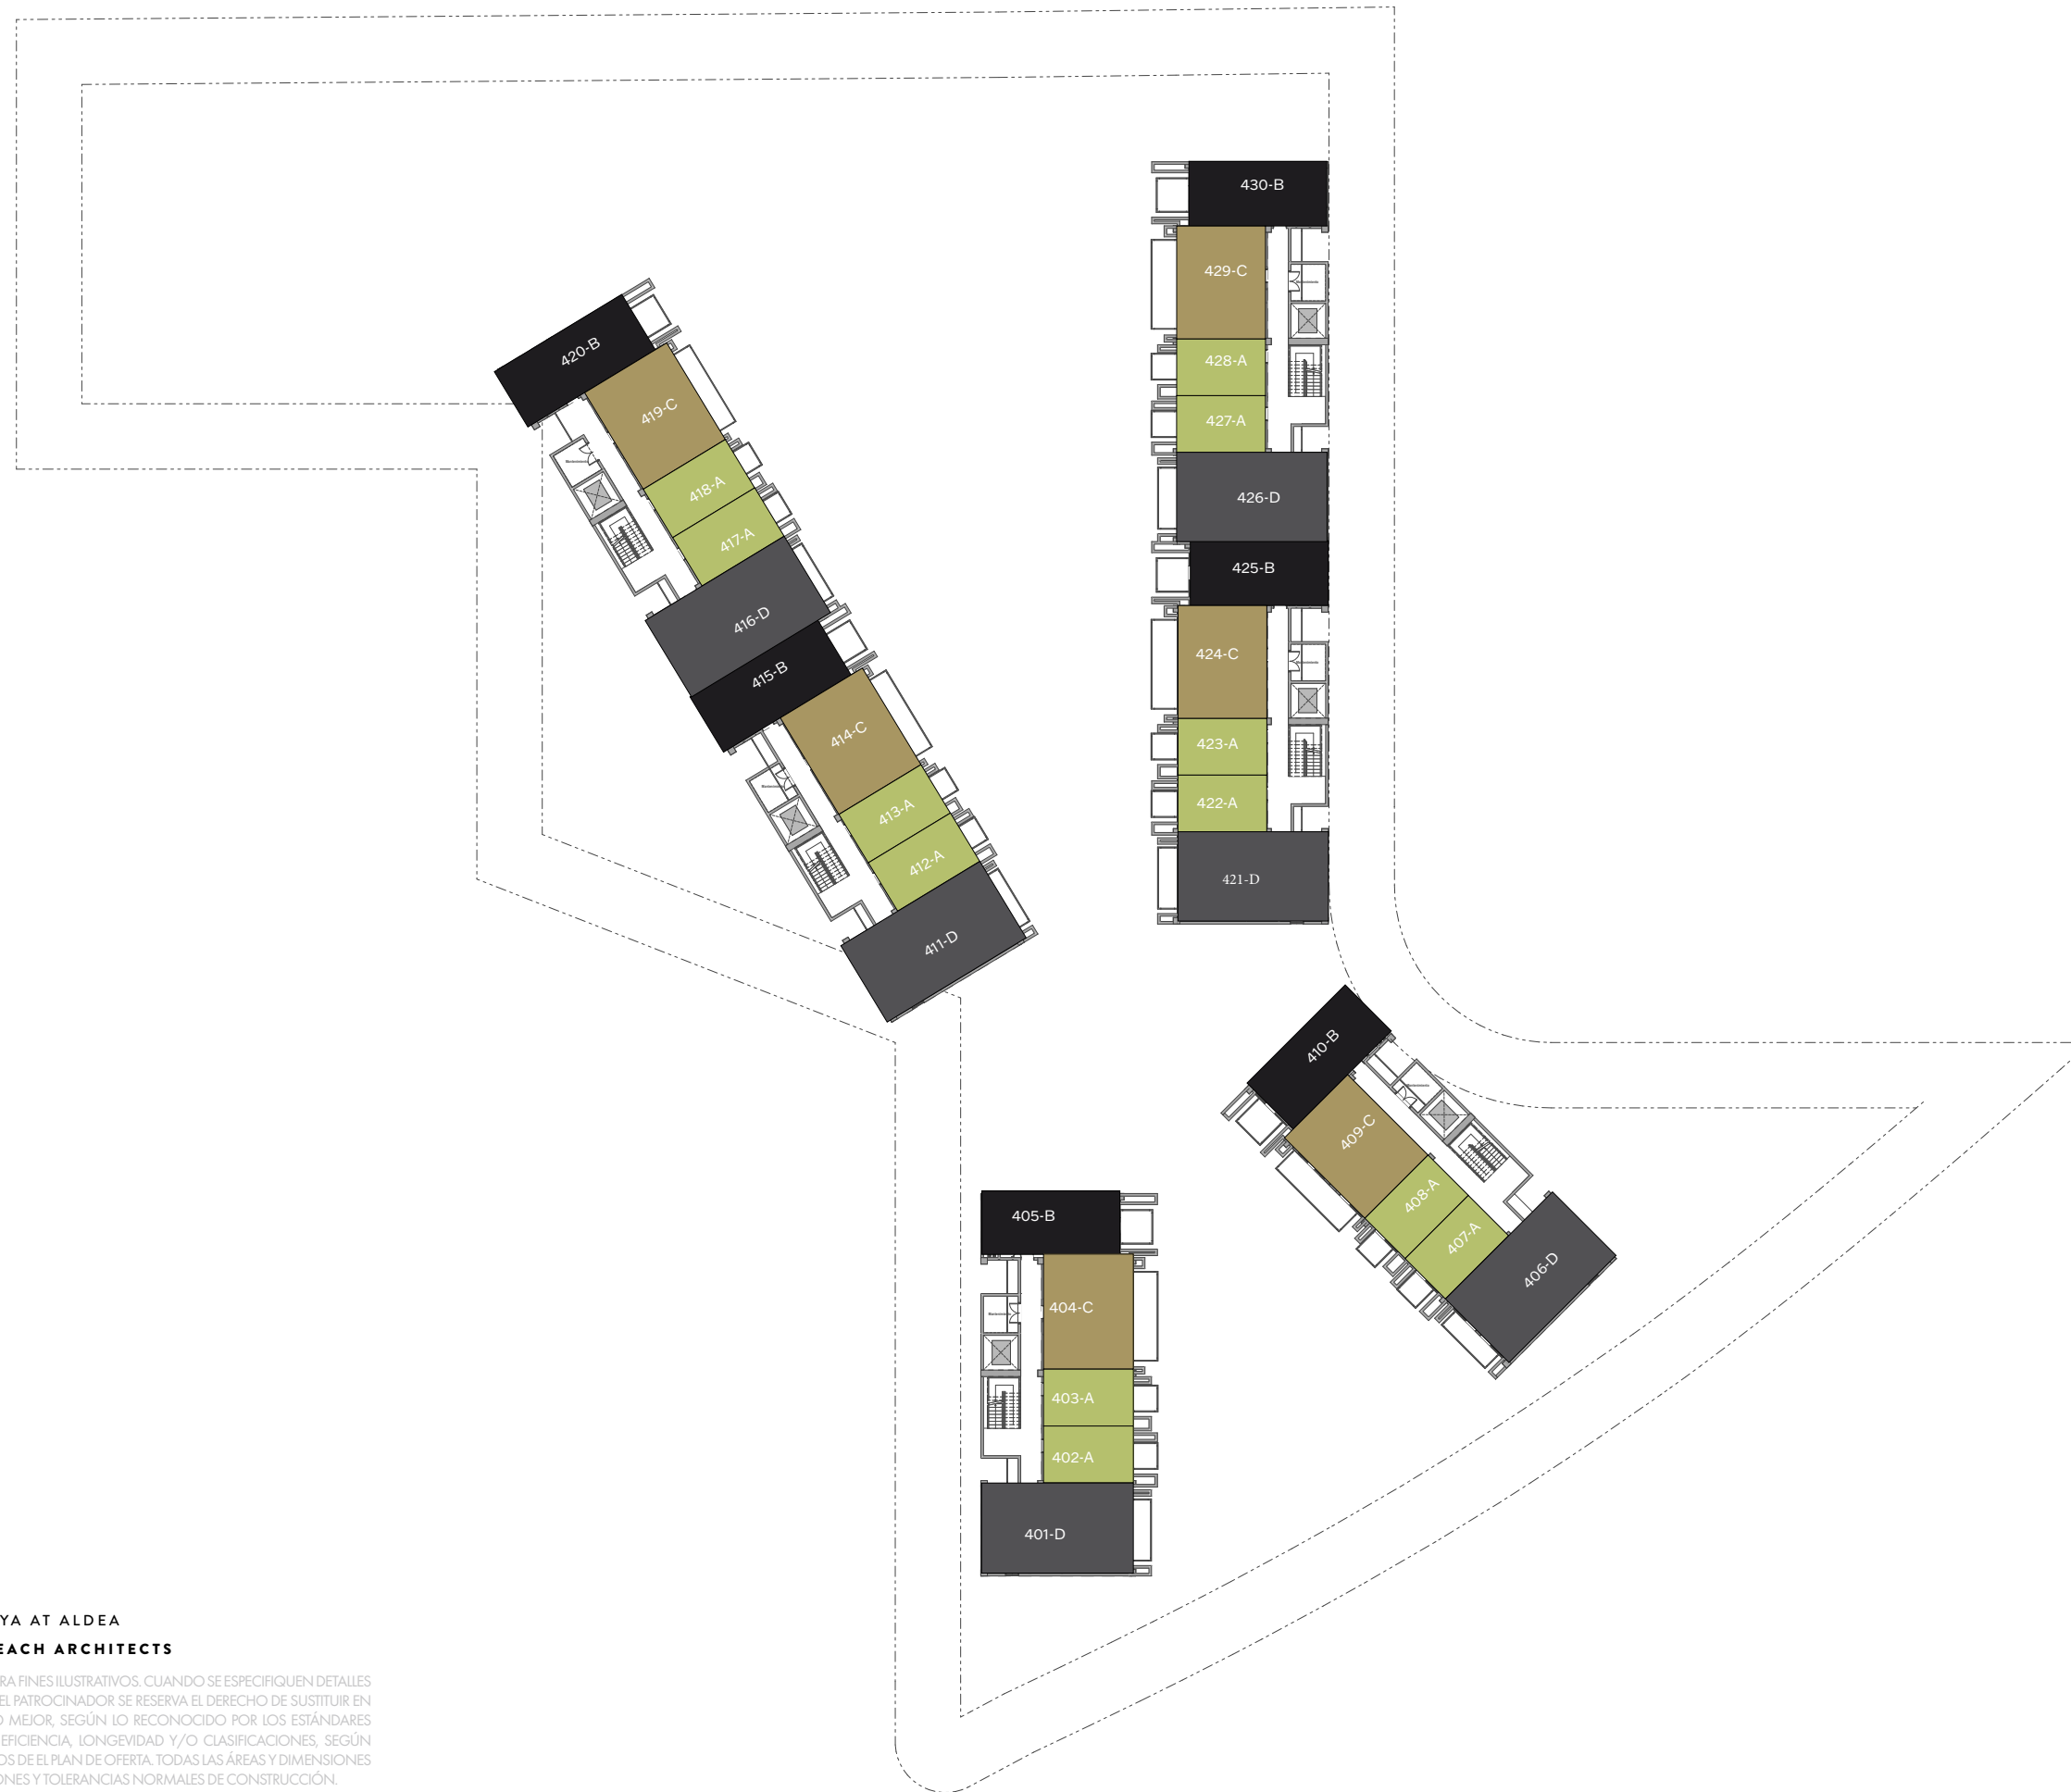 430-B
429-C
428-A
427-A
426-D
425-B
424-C
423-A
422-A
421-D
420-B
419-C
418-A
417-A
416-D
415-B
414-C
413-A
412-A
411-D
410-B
409-C
408-A
407-A
406-D
405-B
404-C
403-A
402-A
401-D
YA AT ALDEA
EACH ARCHITECTS
RA FINES ILUSTRATIVOS. CUANDO SE ESPECIFIQUEN DETALLES
EL PATROCINADOR SE RESERVA EL DERECHO DE SUSTITUIR EN
O MEJOR, SEGÚN LO RECONOCIDO POR LOS ESTÁNDARES
EFICIENCIA, LONGEVIDAD Y/O CLASIFICACIONES, SEGÚN
OS DE EL PLAN DE OFERTA. TODAS LAS ÁREAS Y DIMENSIONES
ONES Y TOLERANCIAS NORMALES DE CONSTRUCCIÓN.